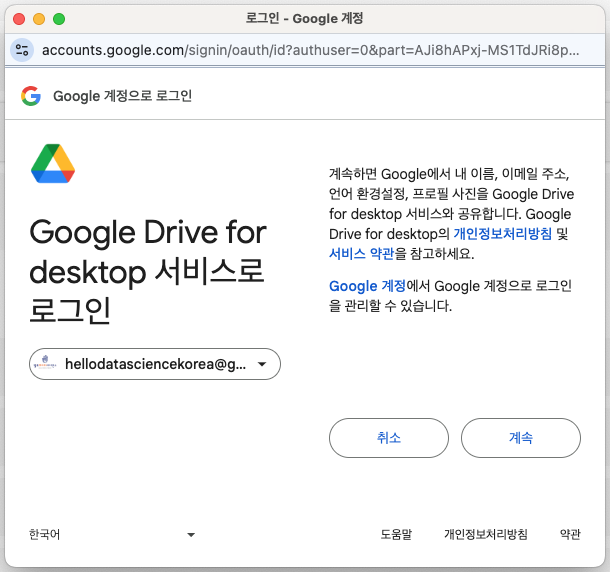 로그인 - Google 계정
accounts.google.com/signin/oauth/id?authuser=0&part=AJi8hAPxj-MS1TdJRi8p...
Google 계정으로 로그인
Google Drive for
desktop 서비스로
로그인
hellodatasciencekorea@g...
계속하면 Google에서 내 이름, 이메일 주소,
언어 환경설정, 프로필 사진을 Google Drive
for desktop 서비스와 공유합니다. Google
Drive for desktop의 개인정보처리방침 및
서비스 약관을 참고하세요.
Google 계정에서 Google 계정으로 로그인
을 관리할 수 있습니다.
취소
계속
한국어
도움말
개인정보처리방침
약관